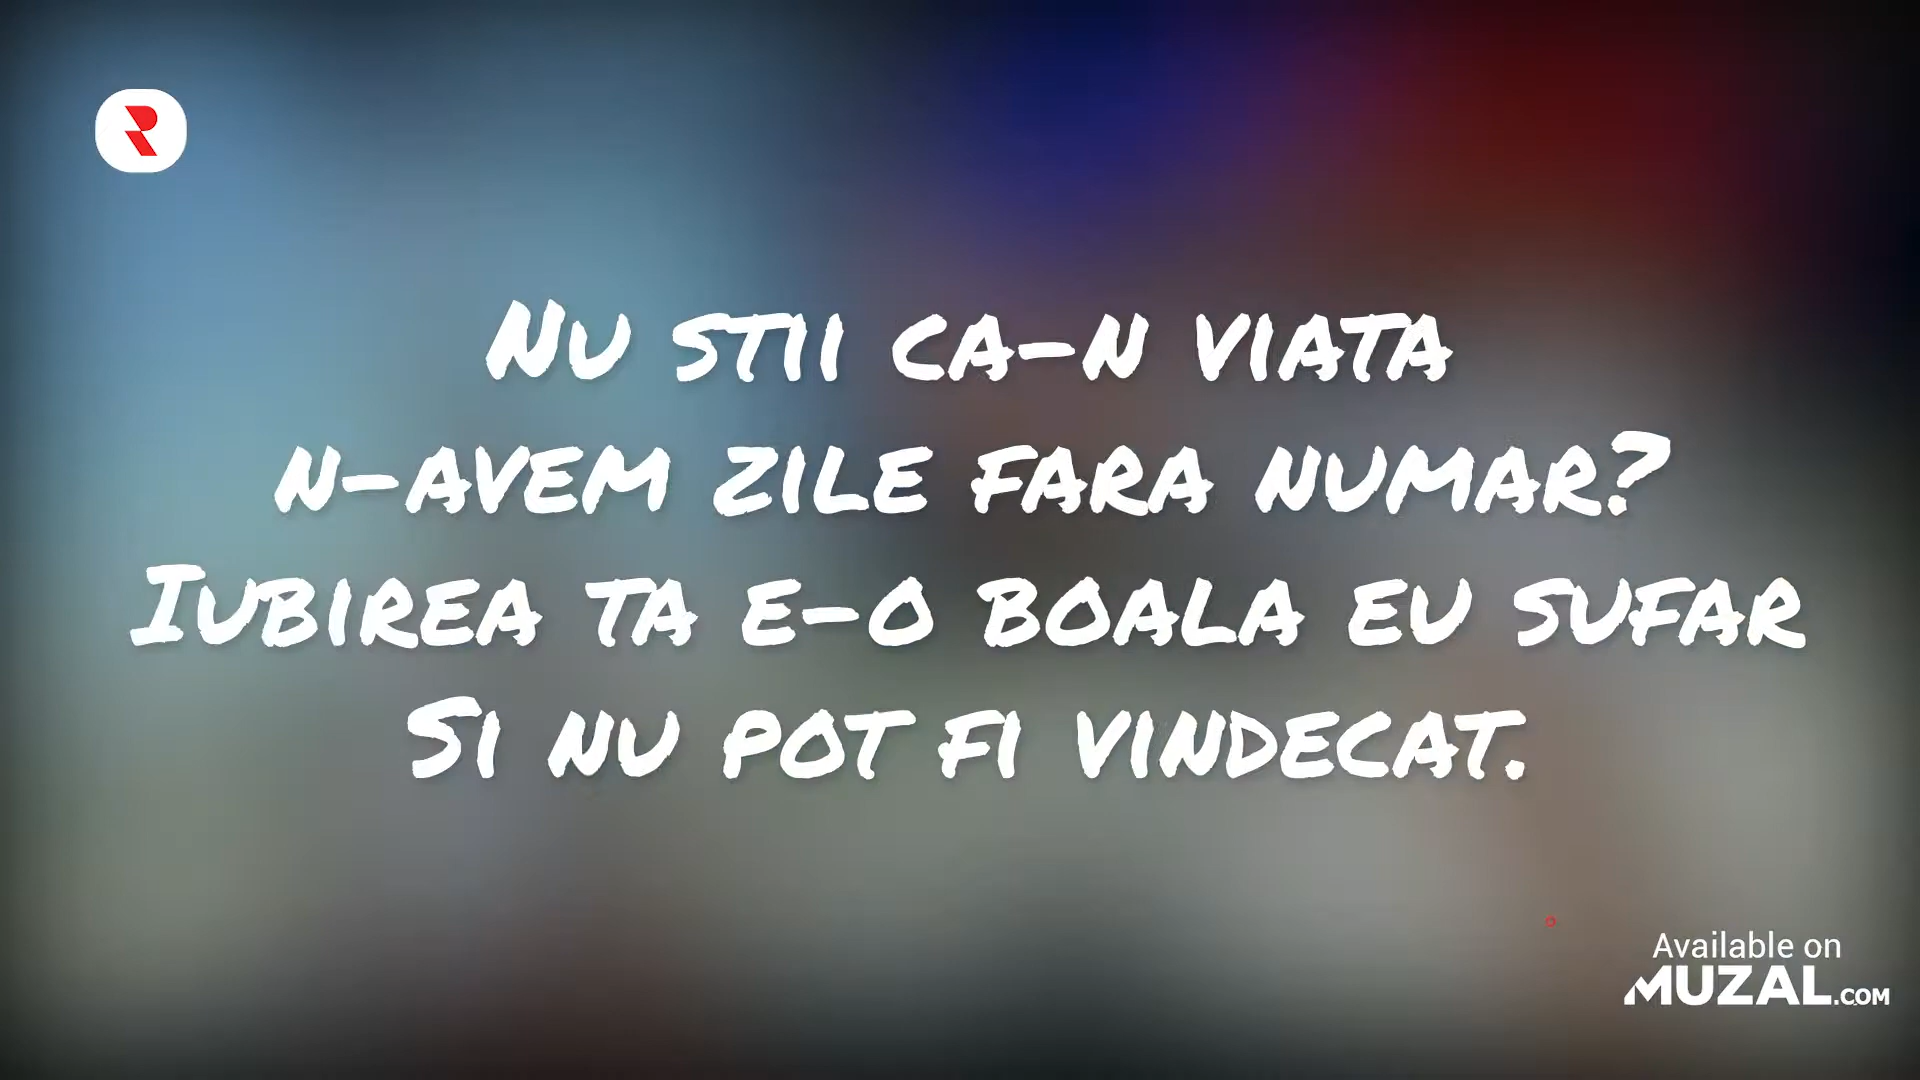 Nu stii ca-n viata
n-avem zile fara numar?
Iubirea ta e-o boala eu sufar
Si nu pot fi vindecat.
Available on
MUZAL.COM